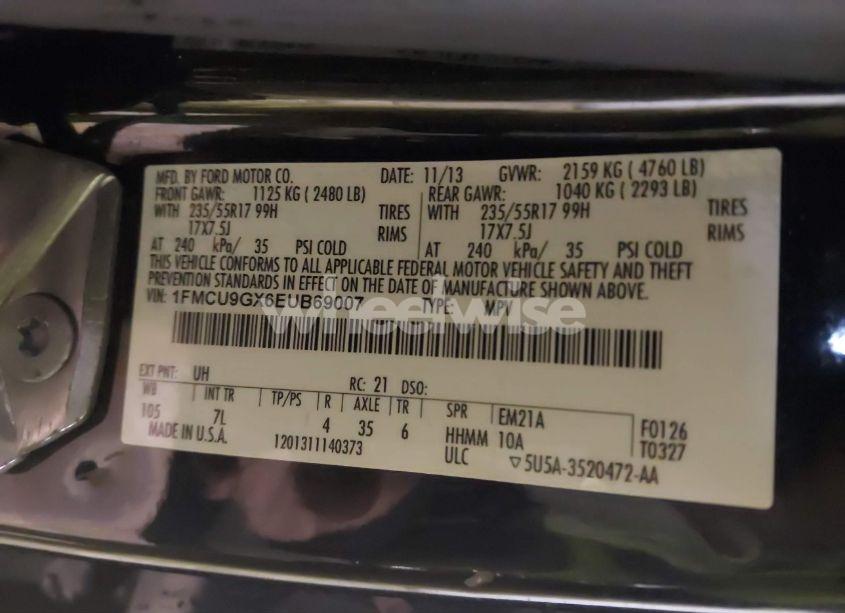 MFD. BY FORD MOTOR CO. DATE: 11/13 GVWR: 2159 KG ( 4760 LB)
FRONT GAWR: 1125 KG ( 2480 LB) REAR GAWR: 1040 KG ( 2293 LB)
WITH 235/55R17 99H TIRES WITH 235/55R17 99H TIRES
17X7.5J RIMS 17X7.5J RIMS
AT 240 kPa/ 35 PSI COLD AT 240 kPa/ 35 PSI COLD
THIS VEHICLE CONFORMS TO ALL APPLICABLE FEDERAL MOTOR VEHICLE SAFETY AND THEFT
PREVENTION STANDARDS IN EFFECT ON THE DATE OF MANUFACTURE SHOWN ABOVE.
VIN: 1FMCU9GX6EUB69007 TYPE: MPV
wheelwise
EXT PNT: UH RC: 21 DSO:
WB INT TR TP/PS R AXLE TR SPR EM21A F0126
105 7L 4 35 6 HHMM 10A T0327
MADE IN U.S.A. 1201311140373 ULC ▽5U5A-3520472-AA